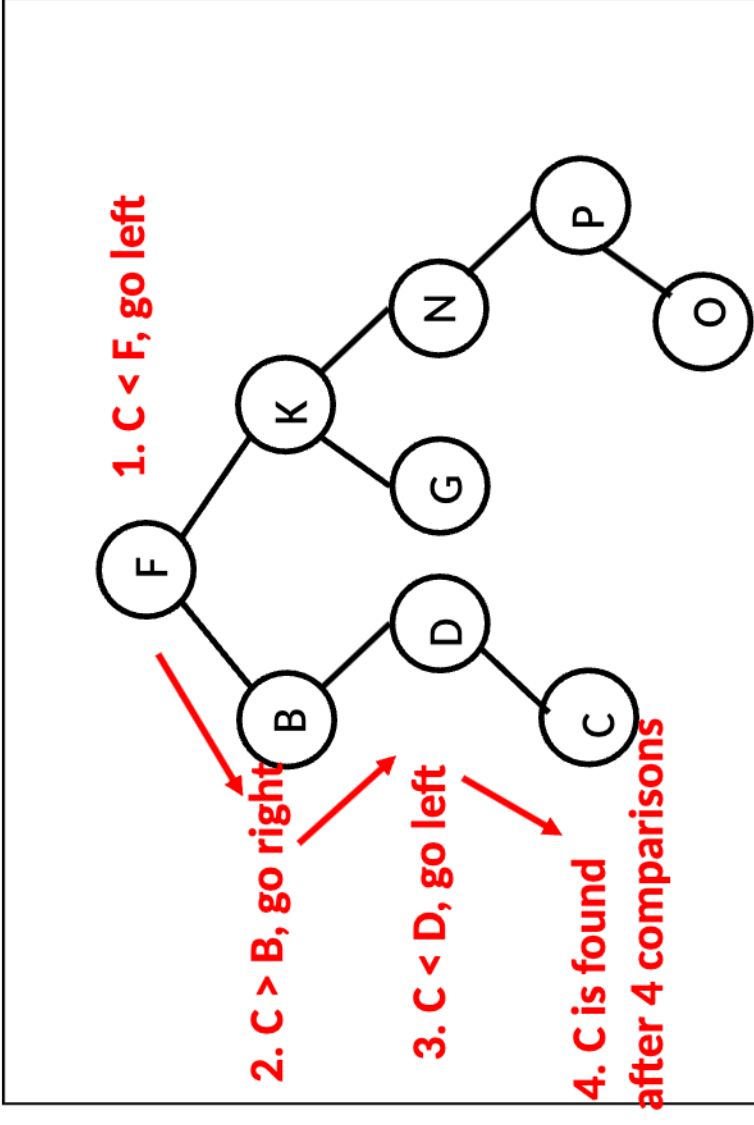 1. C < F, go left
F
2. C > B, go right
B
K
3. C < D, go left
D
G
N
4. C is found
after 4 comparisons
C
P
O